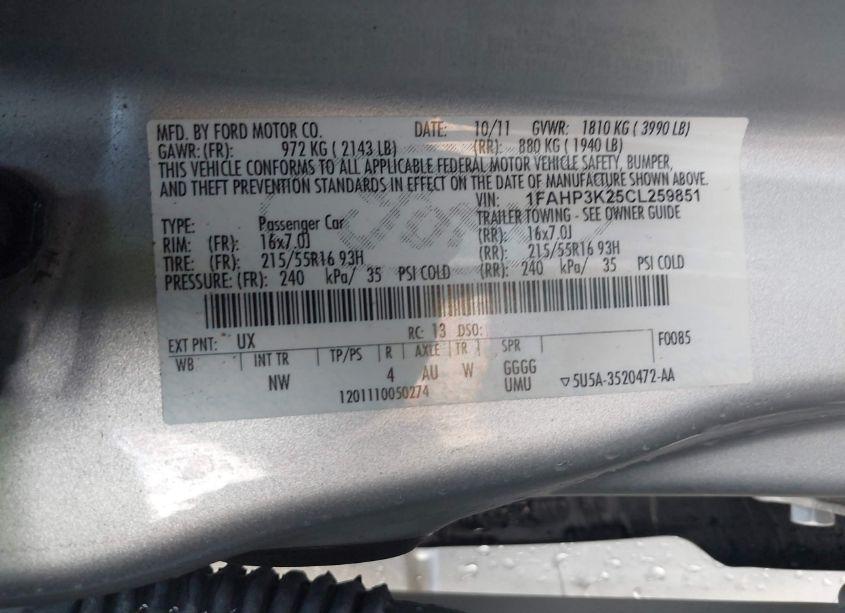 MFD. BY FORD MOTOR CO. DATE: 10/11 GVWR: 1810 KG ( 3990 LB)
GAWR: (FR): 972 KG ( 2143 LB) (RR): 880 KG ( 1940 LB)
THIS VEHICLE CONFORMS TO ALL APPLICABLE FEDERAL MOTOR VEHICLE SAFETY, BUMPER,
AND THEFT PREVENTION STANDARDS IN EFFECT ON THE DATE OF MANUFACTURE SHOWN ABOVE.
VIN: 1FAHP3K25CL259851
TYPE: Passenger Car TRAILER TOWING - SEE OWNER GUIDE
RIM: (FR): 16x7.0J (RR): 16x7.0J
TIRE: (FR): 215/55R16 93H (RR): 215/55R16 93H
PRESSURE: (FR): 240 kPa/ 35 PSI COLD (RR): 240 kPa/ 35 PSI COLD
EXT PNT: UX RC: 13 DSO: F0085
WB INT TR TP/PS R AXLE TR SPR
NW 4 AU W GGGG
UMU ▽5U5A-3520472-AA
1201110050274